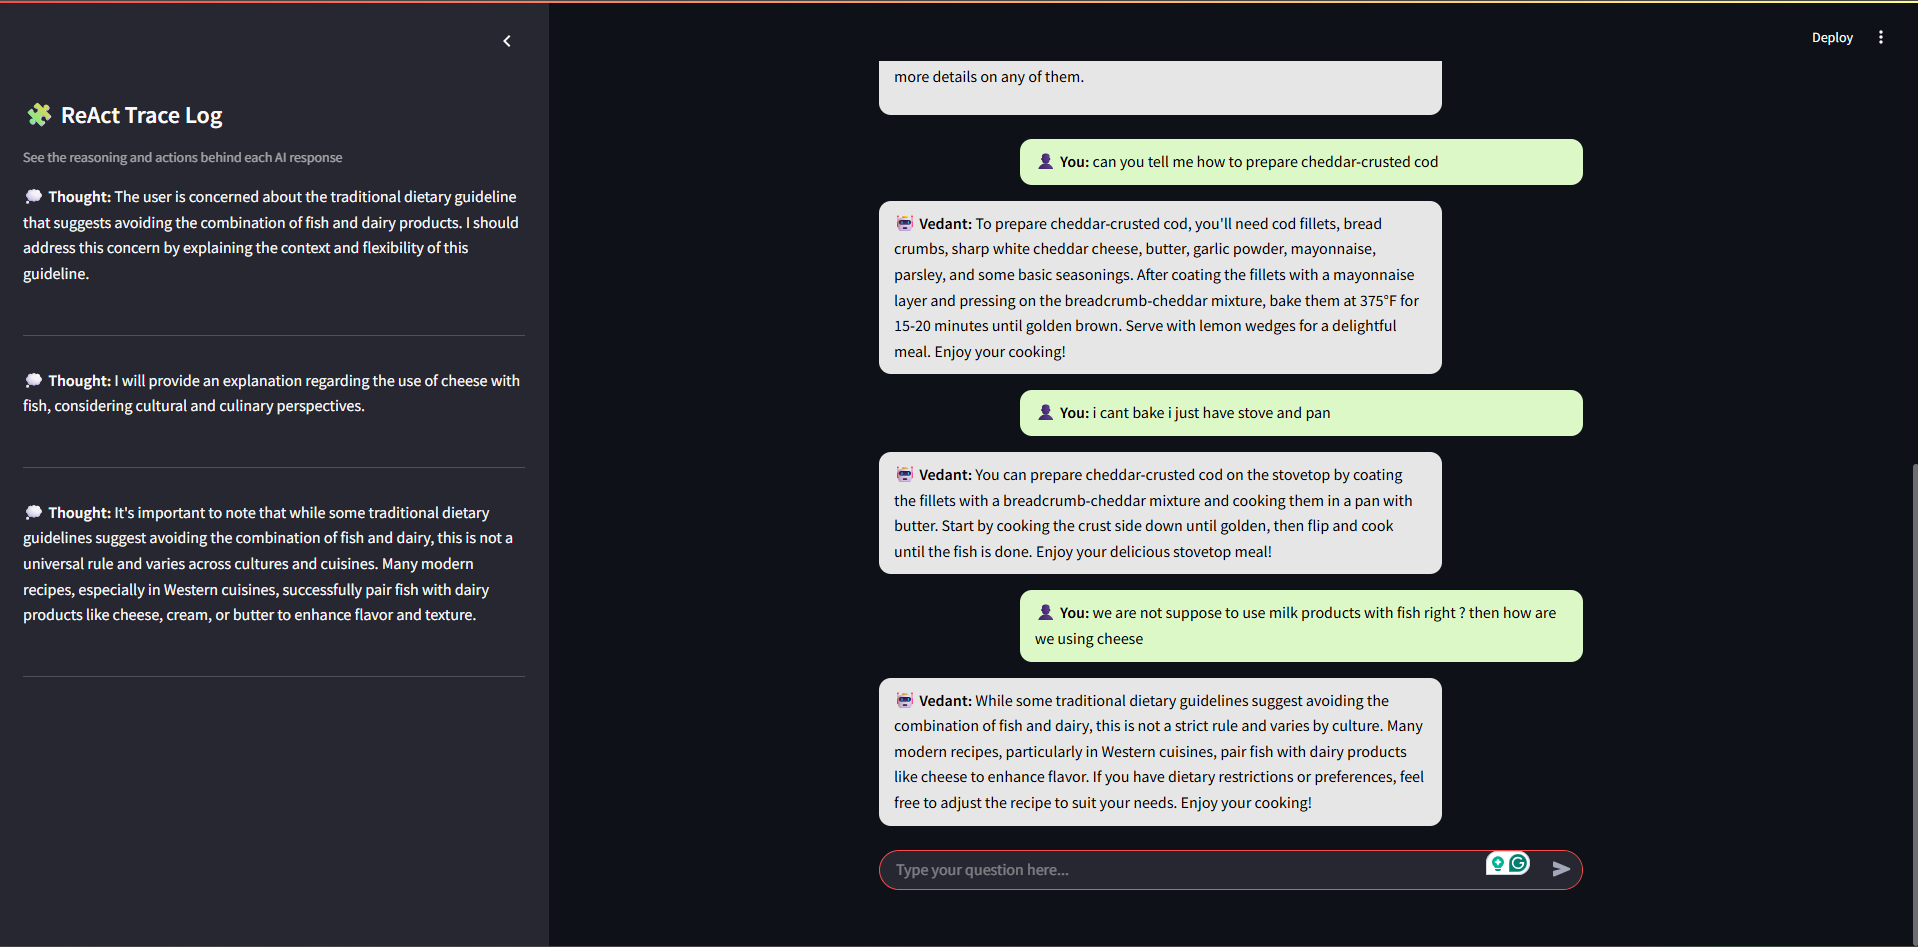 ReAct Trace Log
See the reasoning and actions behind each AI response
Thought: The user is concerned about the traditional dietary guideline
that suggests avoiding the combination of fish and dairy products. I should
address this concern by explaining the context and flexibility of this
guideline.
Thought: I will provide an explanation regarding the use of cheese with
fish, considering cultural and culinary perspectives.
Thought: It's important to note that while some traditional dietary
guidelines suggest avoiding the combination of fish and dairy, this is not a
universal rule and varies across cultures and cuisines. Many modern
recipes, especially in Western cuisines, successfully pair fish with dairy
products like cheese, cream, or butter to enhance flavor and texture.
Deploy
more details on any of them.
You: can you tell me how to prepare cheddar-crusted cod
Vedant: To prepare cheddar-crusted cod, you'll need cod fillets, bread
crumbs, sharp white cheddar cheese, butter, garlic powder, mayonnaise,
parsley, and some basic seasonings. After coating the fillets with a mayonnaise
layer and pressing on the breadcrumb-cheddar mixture, bake them at 375°F for
15-20 minutes until golden brown. Serve with lemon wedges for a delightful
meal. Enjoy your cooking!
You: i cant bake i just have stove and pan
Vedant: You can prepare cheddar-crusted cod on the stovetop by coating
the fillets with a breadcrumb-cheddar mixture and cooking them in a pan with
butter. Start by cooking the crust side down until golden, then flip and cook
until the fish is done. Enjoy your delicious stovetop meal!
You: we are not suppose to use milk products with fish right ? then how are
we using cheese
Vedant: While some traditional dietary guidelines suggest avoiding the
combination of fish and dairy, this is not a strict rule and varies by culture. Many
modern recipes, particularly in Western cuisines, pair fish with dairy products
like cheese to enhance flavor. If you have dietary restrictions or preferences, feel
free to adjust the recipe to suit your needs. Enjoy your cooking!
Type your question here...